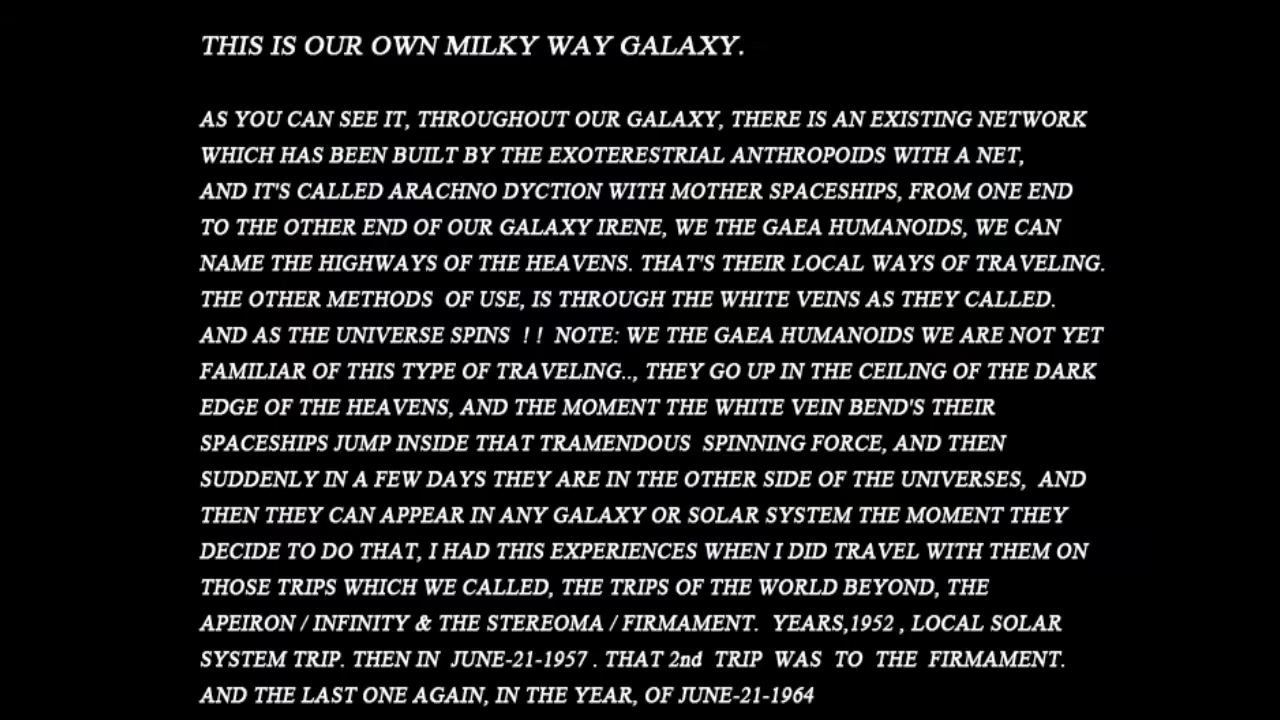 THIS IS OUR OWN MILKY WAY GALAXY.
AS YOU CAN SEE IT, THROUGHOUT OUR GALAXY, THERE IS AN EXISTING NETWORK
WHICH HAS BEEN BUILT BY THE EXOTERESTRIAL ANTHROPOIDS WITH A NET,
AND IT'S CALLED ARACHNO DYCTION WITH MOTHER SPACESHIPS, FROM ONE END
TO THE OTHER END OF OUR GALAXY IRENE, WE THE GAEA HUMANOIDS, WE CAN
NAME THE HIGHWAYS OF THE HEAVENS. THAT'S THEIR LOCAL WAYS OF TRAVELING.
THE OTHER METHODS  OF USE, IS THROUGH THE WHITE VEINS AS THEY CALLED.
AND AS THE UNIVERSE SPINS  ! !  NOTE: WE THE GAEA HUMANOIDS WE ARE NOT YET
FAMILIAR OF THIS TYPE OF TRAVELING.., THEY GO UP IN THE CEILING OF THE DARK
EDGE OF THE HEAVENS, AND THE MOMENT THE WHITE VEIN BEND'S THEIR
SPACESHIPS JUMP INSIDE THAT TRAMENDOUS  SPINNING FORCE, AND THEN
SUDDENLY IN A FEW DAYS THEY ARE IN THE OTHER SIDE OF THE UNIVERSES,  AND
THEN THEY CAN APPEAR IN ANY GALAXY OR SOLAR SYSTEM THE MOMENT THEY
DECIDE TO DO THAT, I HAD THIS EXPERIENCES WHEN I DID TRAVEL WITH THEM ON
THOSE TRIPS WHICH WE CALLED, THE TRIPS OF THE WORLD BEYOND, THE
APEIRON / INFINITY & THE STEREOMA / FIRMAMENT.  YEARS,1952 , LOCAL SOLAR
SYSTEM TRIP. THEN IN  JUNE-21-1957 . THAT 2nd  TRIP  WAS  TO  THE  FIRMAMENT.
AND THE LAST ONE AGAIN, IN THE YEAR, OF JUNE-21-1964